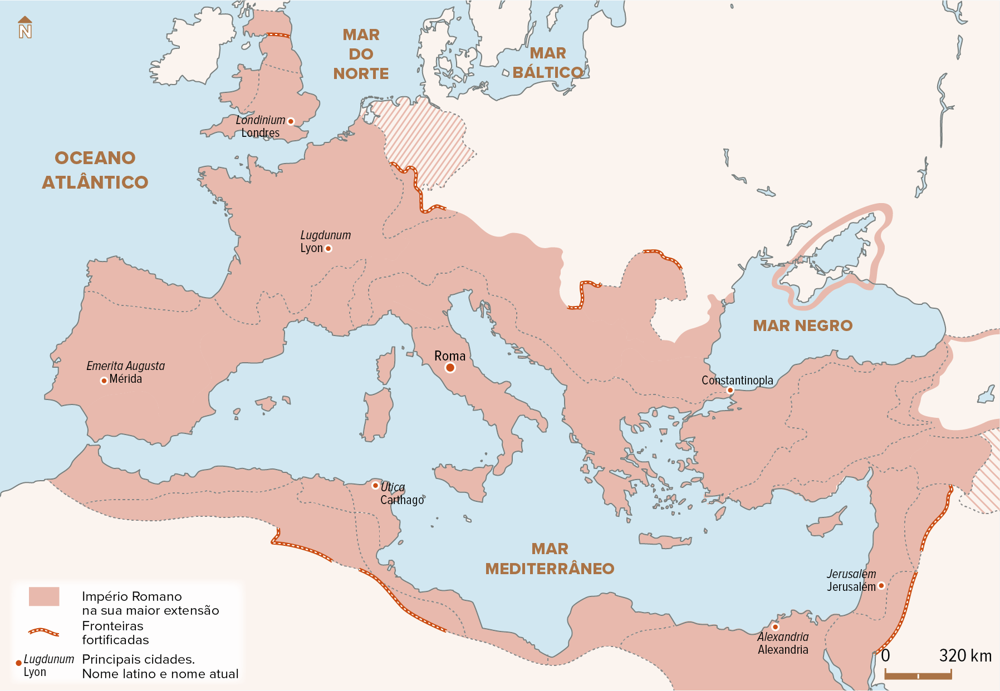 N
MAR
DO
NORTE
MAR
BÁLTICO
Londinium
Londres
OCEANO
ATLÂNTICO
Lugdunum
Lyon
MAR NEGRO
Roma
Emerita Augusta
Mérida
Constantinopla
Utica
Carthago
MAR
MEDITERRÂNEO
Jerusalem
Jerusalém
Alexandria
Alexandria
Império Romano
na sua maior extensão
Fronteiras
fortificadas
Lugdunum
Lyon
Principais cidades.
Nome latino e nome atual
0 320 km